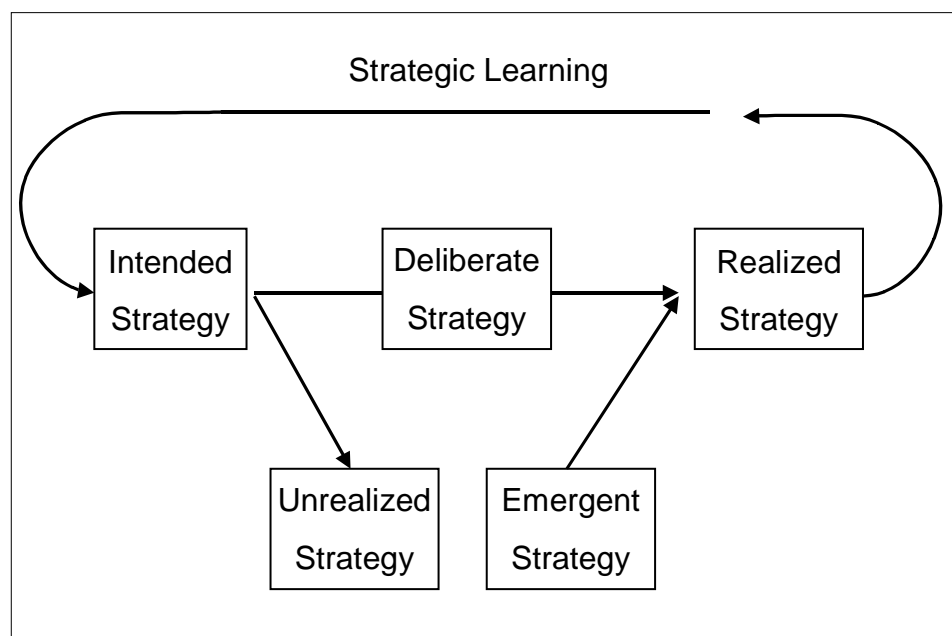 Strategic Learning
Intended
Strategy
Deliberate
Strategy
Realized
Strategy
Unrealized
Strategy
Emergent
Strategy